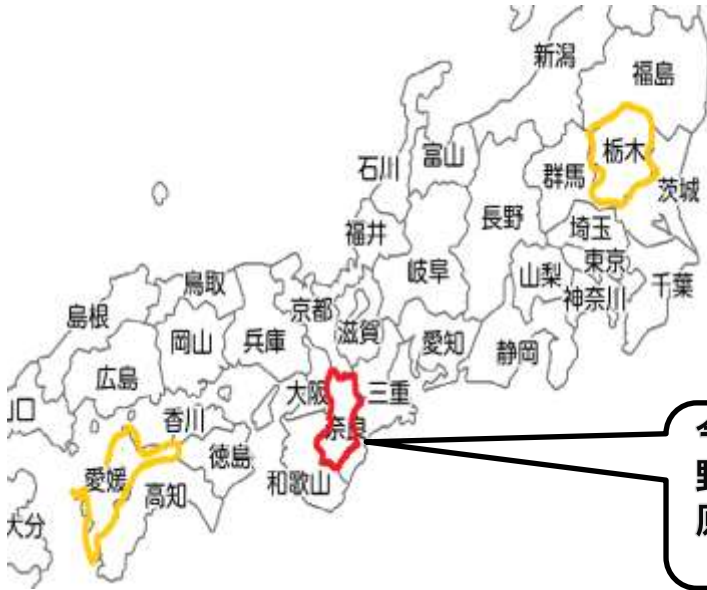 新潟
福島
栃木
石川
富山
群馬
茨城
長野
福井
埼玉
岐阜
東京
山梨
千葉
神奈川
鳥取
京都
島根
滋賀
岡山
兵庫
愛知
静岡
広島
大阪
三重
口
香川
奈良
愛媛
徳島
和歌山
高知
大分
野